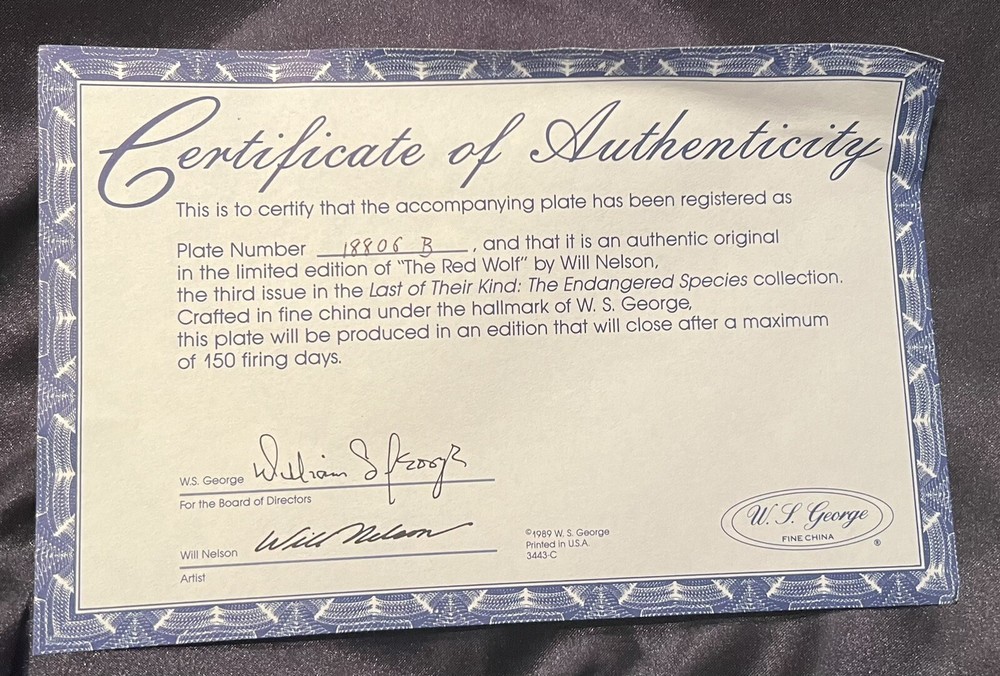 Certificate of Authenticity
This is to certify that the accompanying plate has been registered as
Plate Number 18806 B, and that it is an authentic original
in the limited edition of "The Red Wolf" by Will Nelson,
the third issue in the Last of Their Kind: The Endangered Species collection.
Crafted in fine china under the hallmark of W. S. George,
this plate will be produced in an edition that will close after a maximum
of 150 firing days.
W.S. George William S George
For the Board of Directors
Will Nelson Will Nelson
Artist
©1989 W. S. George
Printed in U.S.A.
3443-C
W. S. George
FINE CHINA ®